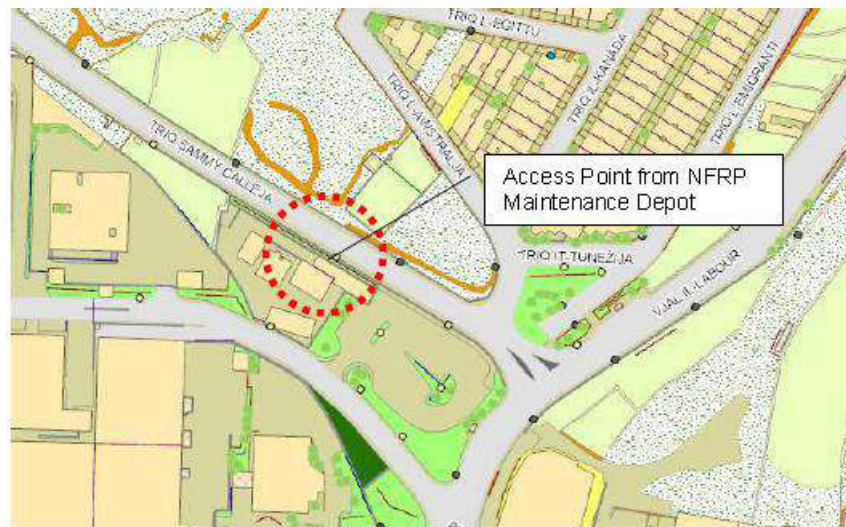 TRIQ L-EGITTU
TRIQ IL-KANADA
TRIQ L-EMIGRANTI
TRIQ L-AWSTRALJA
TRIQ SAMMY CALLEJA
Access Point from NFRP
Maintenance Depot
TRIQ IT-TUNEŻIJA
VJAL IL-LABOUR